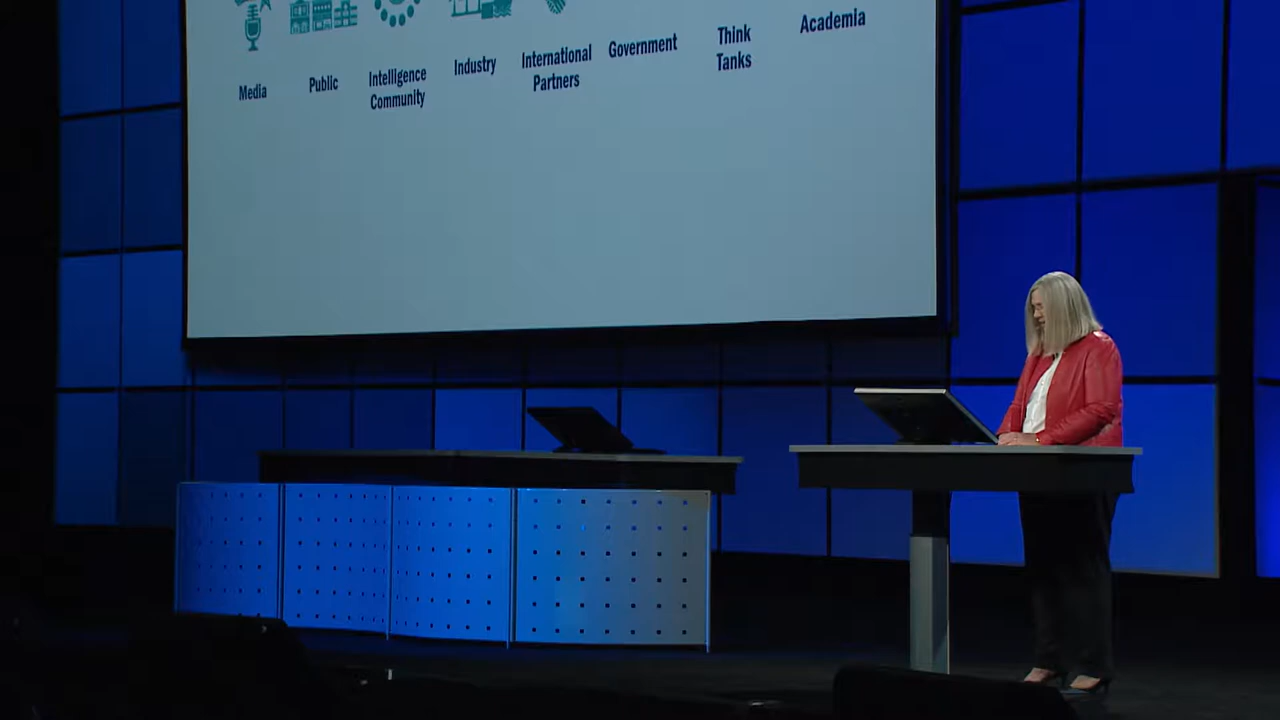 Media
Public
Intelligence
Community
Industry
International
Partners
Government
Think
Tanks
Academia